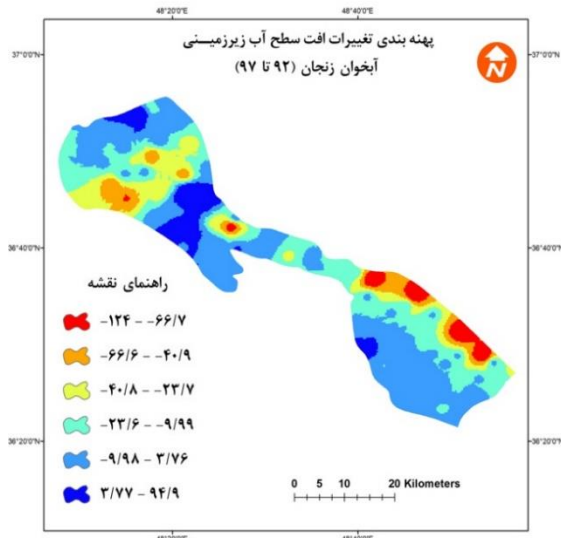 48°20'0"E
48°40'0"E
پهنه بندی تغییرات افت سطح آب زیرزمیـــنی
آبخوان زنجان (۹۲ تا ۹۷)
N
37°0'0"N
37°0'0"N
36°40'0"N
36°40'0"N
راهنمای نقشه
-۱۲۴ - -۶۶/۷
-۶۶/۶ - -۴۰/۹
-۴۰/۸ - -۲۳/۷
-۲۳/۶ - -۹/۹۹
-۹/۹۸ - ۳/۷۶
۳/۷۷ - ۹۴/۹
36°20'0"N
36°20'0"N
0 5 10 20 Kilometers